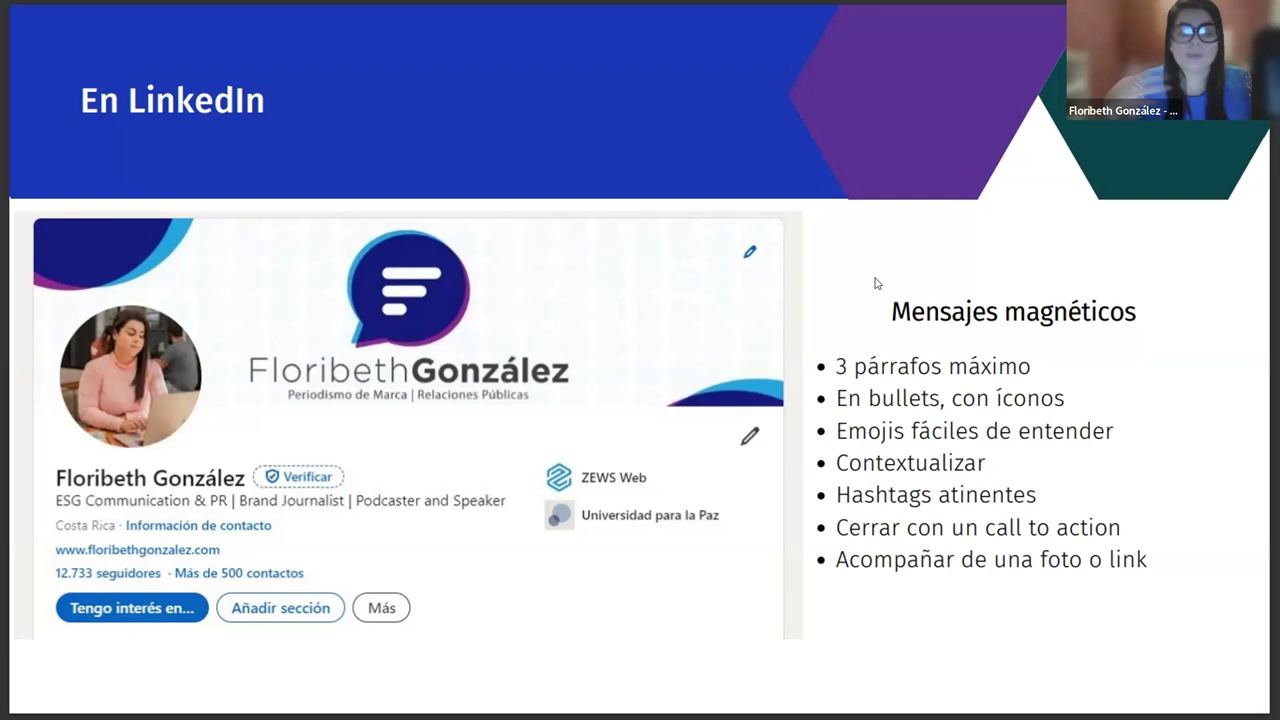 En LinkedIn
Floribeth González - ...
FloribethGonzález
Periodismo de Marca | Relaciones Públicas
Floribeth González Verificar
ESG Communication & PR | Brand Journalist | Podcaster and Speaker
Costa Rica · Información de contacto
www.floribethgonzalez.com
12.733 seguidores · Más de 500 contactos
Tengo interés en... Añadir sección Más
ZEWS Web
Universidad para la Paz
Mensajes magnéticos
• 3 párrafos máximo
• En bullets, con íconos
• Emojis fáciles de entender
• Contextualizar
• Hashtags atinentes
• Cerrar con un call to action
• Acompañar de una foto o link